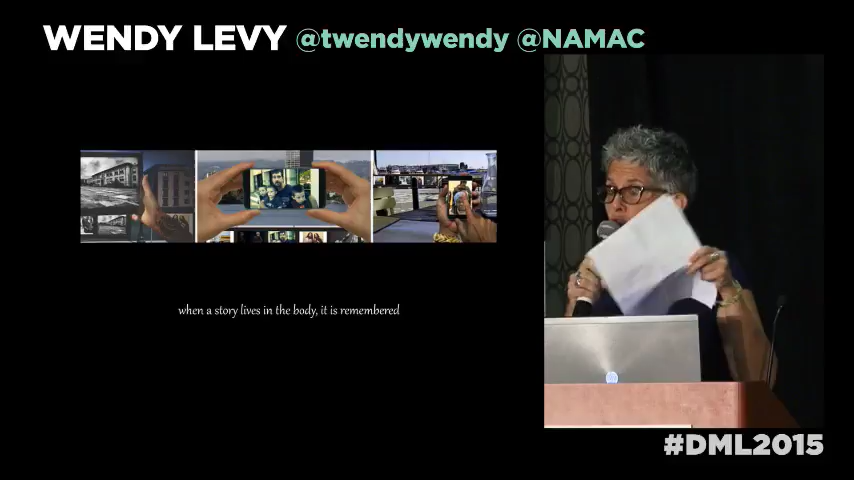 WENDY LEVY @twendywendy @NAMAC
when a story lives in the body, it is remembered
#DML2015